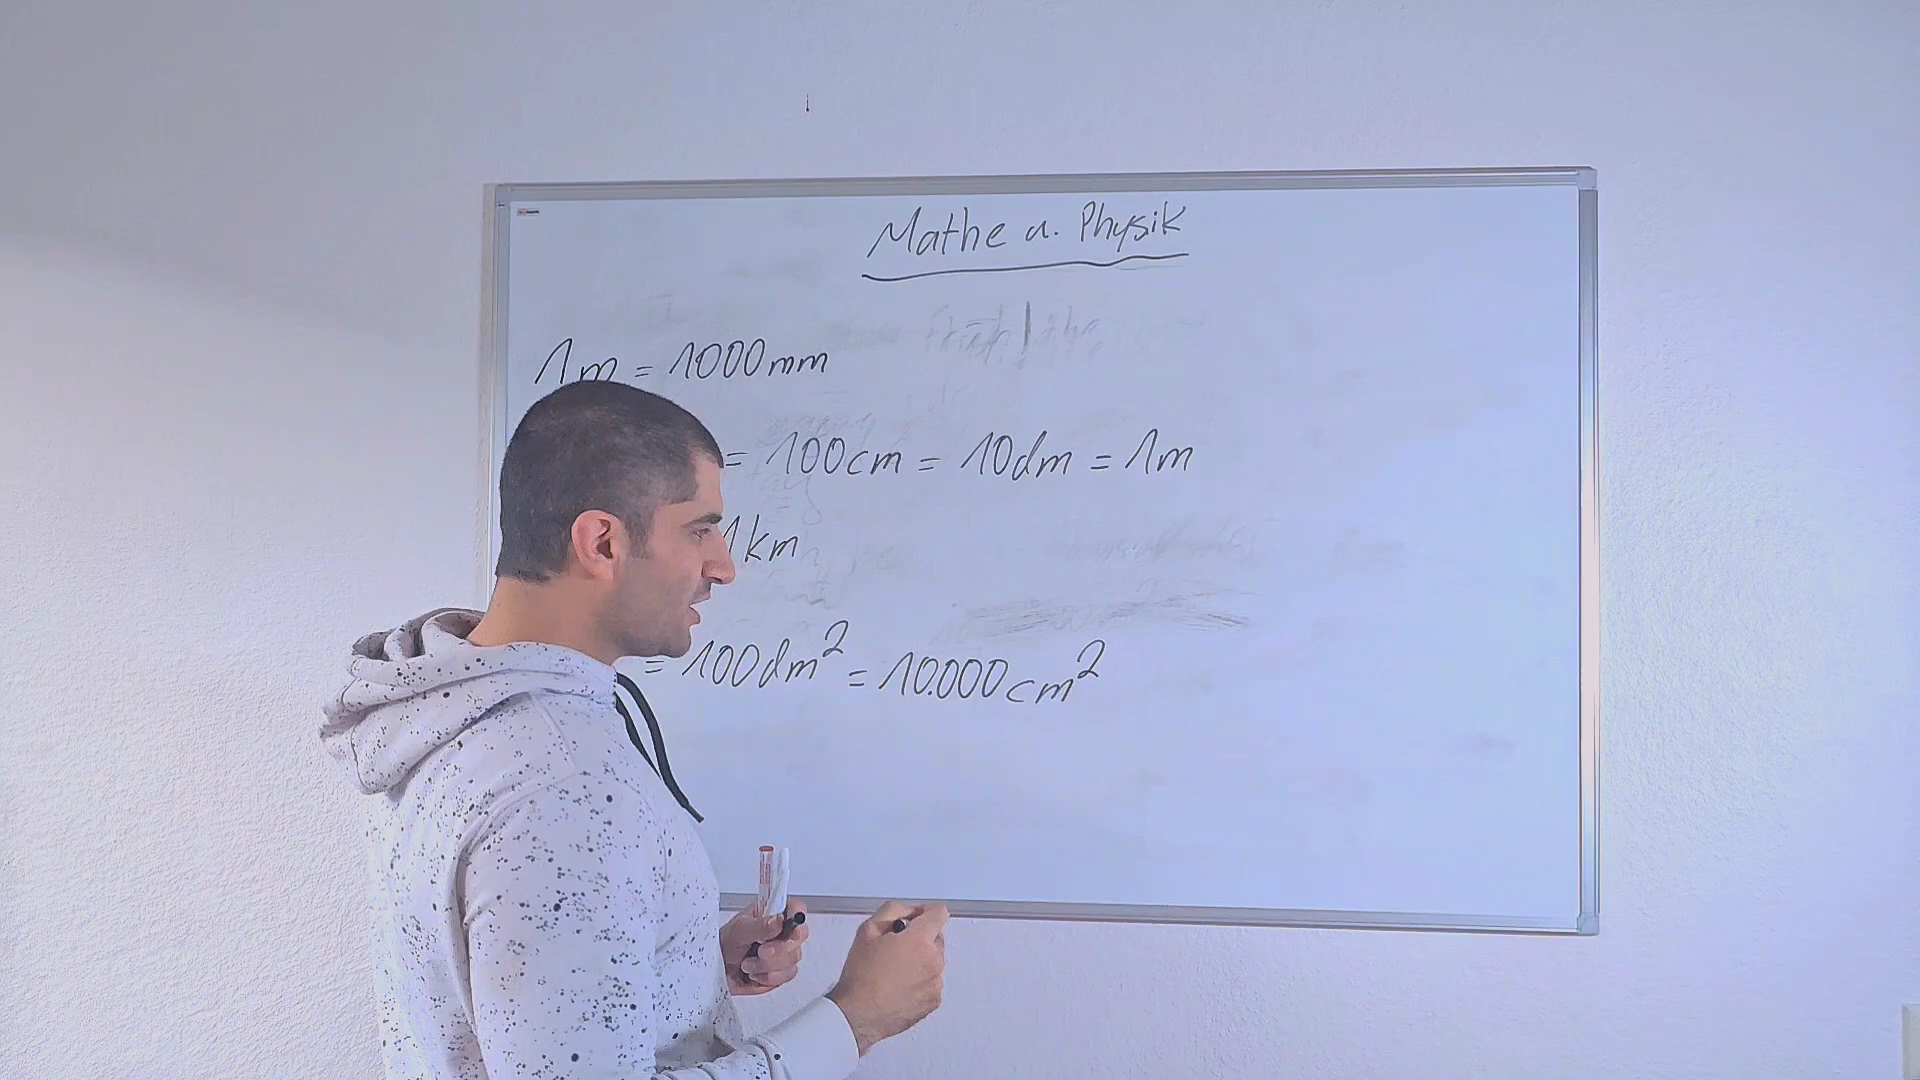 Mathe u. Physik
1m = 1000mm
= 100cm = 10dm = 1m
1km
= 100dm² = 10.000cm²